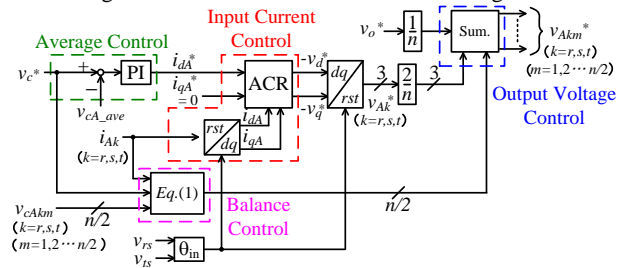 Input Current
Control
Average Control
v_o*
1/n
Sum.
v_Akm*
(k=r,s,t)
(m=1,2⋯n/2)
Output Voltage
Control
v_c*
+
−
PI
i_dA*
i_qA*
=0
ACR
-v_d*
-v_q*
dq
rst
3
v_Ak*
(k=r,s,t)
2/n
3
v_cA_ave
i_Ak
(k=r,s,t)
rst
dq
i_dA
i_qA
Eq.(1)
v_cAkm
(k=r,s,t)
(m=1,2⋯n/2)
n/2
n/2
Balance
Control
v_rs
v_ts
θ_in